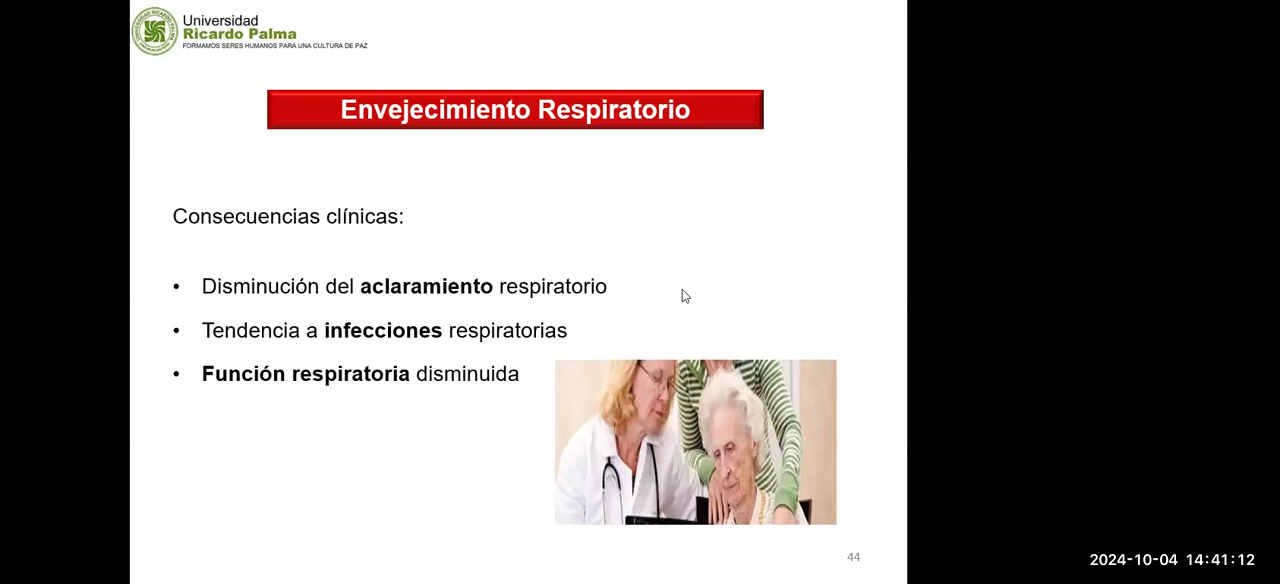 Universidad
Ricardo Palma
FORMAMOS SERES HUMANOS PARA UNA CULTURA DE PAZ
Envejecimiento Respiratorio
Consecuencias clínicas:
• Disminución del aclaramiento respiratorio
• Tendencia a infecciones respiratorias
• Función respiratoria disminuida
44
2024-10-04 14:41:12